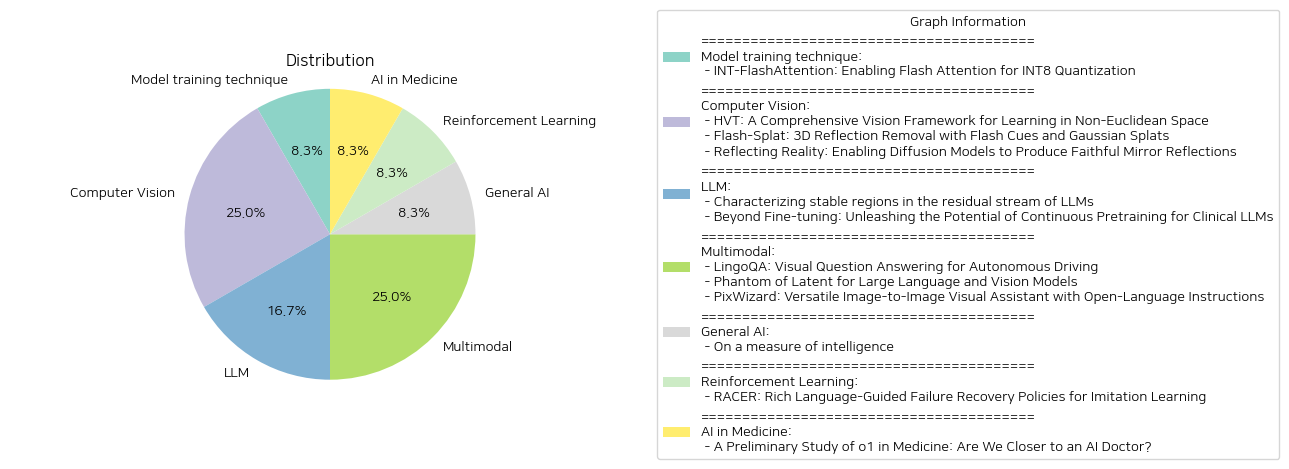 Distribution
Model training technique
AI in Medicine
Reinforcement Learning
8.3%
8.3%
8.3%
Computer Vision
General AI
25.0%
8.3%
25.0%
16.7%
Multimodal
LLM
Graph Information
========================================
Model training technique:
- INT-FlashAttention: Enabling Flash Attention for INT8 Quantization
========================================
Computer Vision:
- HVT: A Comprehensive Vision Framework for Learning in Non-Euclidean Space
- Flash-Splat: 3D Reflection Removal with Flash Cues and Gaussian Splats
- Reflecting Reality: Enabling Diffusion Models to Produce Faithful Mirror Reflections
========================================
LLM:
- Characterizing stable regions in the residual stream of LLMs
- Beyond Fine-tuning: Unleashing the Potential of Continuous Pretraining for Clinical LLMs
========================================
Multimodal:
- LingoQA: Visual Question Answering for Autonomous Driving
- Phantom of Latent for Large Language and Vision Models
- PixWizard: Versatile Image-to-Image Visual Assistant with Open-Language Instructions
========================================
General AI:
- On a measure of intelligence
========================================
Reinforcement Learning:
- RACER: Rich Language-Guided Failure Recovery Policies for Imitation Learning
========================================
AI in Medicine:
- A Preliminary Study of o1 in Medicine: Are We Closer to an AI Doctor?